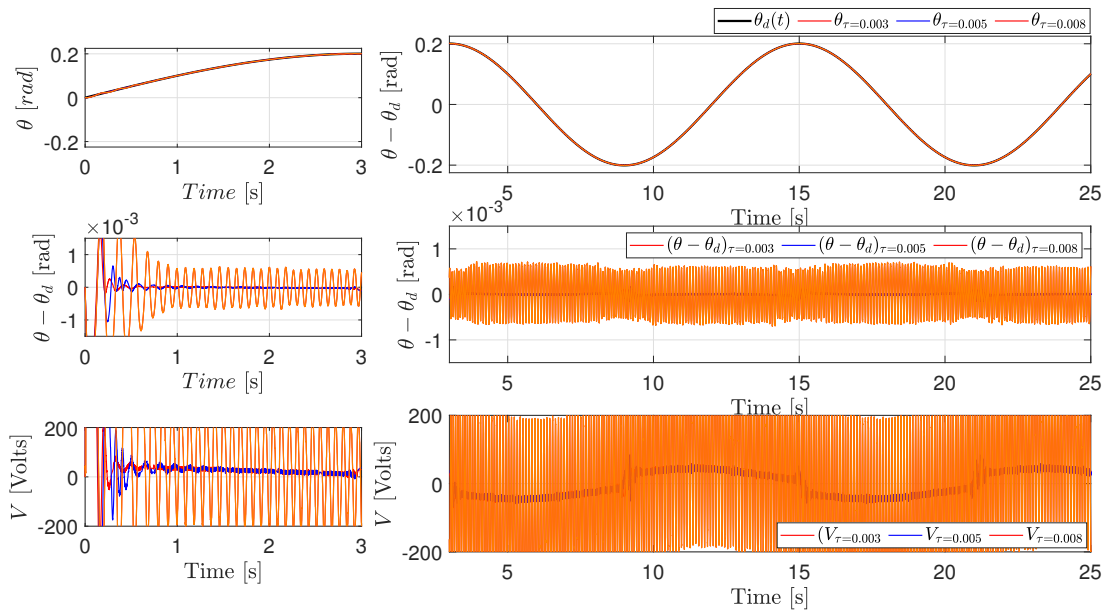 θ_d(t) θ_{τ=0.003} θ_{τ=0.005} θ_{τ=0.008}
0.2
0
-0.2
θ [rad]
0 1 2 3
Time [s]
0.2
0
-0.2
θ − θ_d [rad]
5 10 15 20 25
Time [s]
×10^{-3}
1
0
-1
θ − θ_d [rad]
0 1 2 3
Time [s]
×10^{-3}
(θ − θ_d)_{τ=0.003} (θ − θ_d)_{τ=0.005} (θ − θ_d)_{τ=0.008}
1
0
-1
θ − θ_d [rad]
5 10 15 20 25
Time [s]
200
0
-200
V [Volts]
0 1 2 3
Time [s]
200
0
-200
V [Volts]
(V_{τ=0.003} V_{τ=0.005} V_{τ=0.008}
5 10 15 20 25
Time [s]